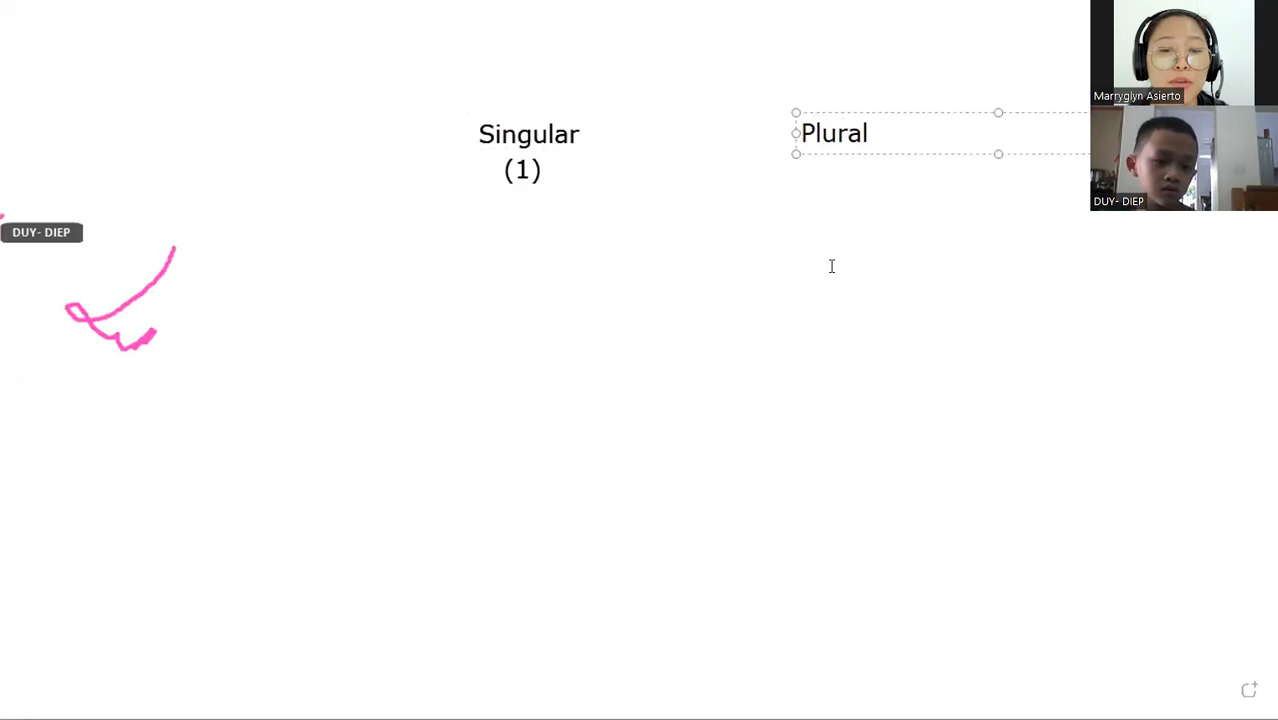 Singular
(1)
Plural
DUY- DIEP
Marryglyn Asierto
DUY- DIEP